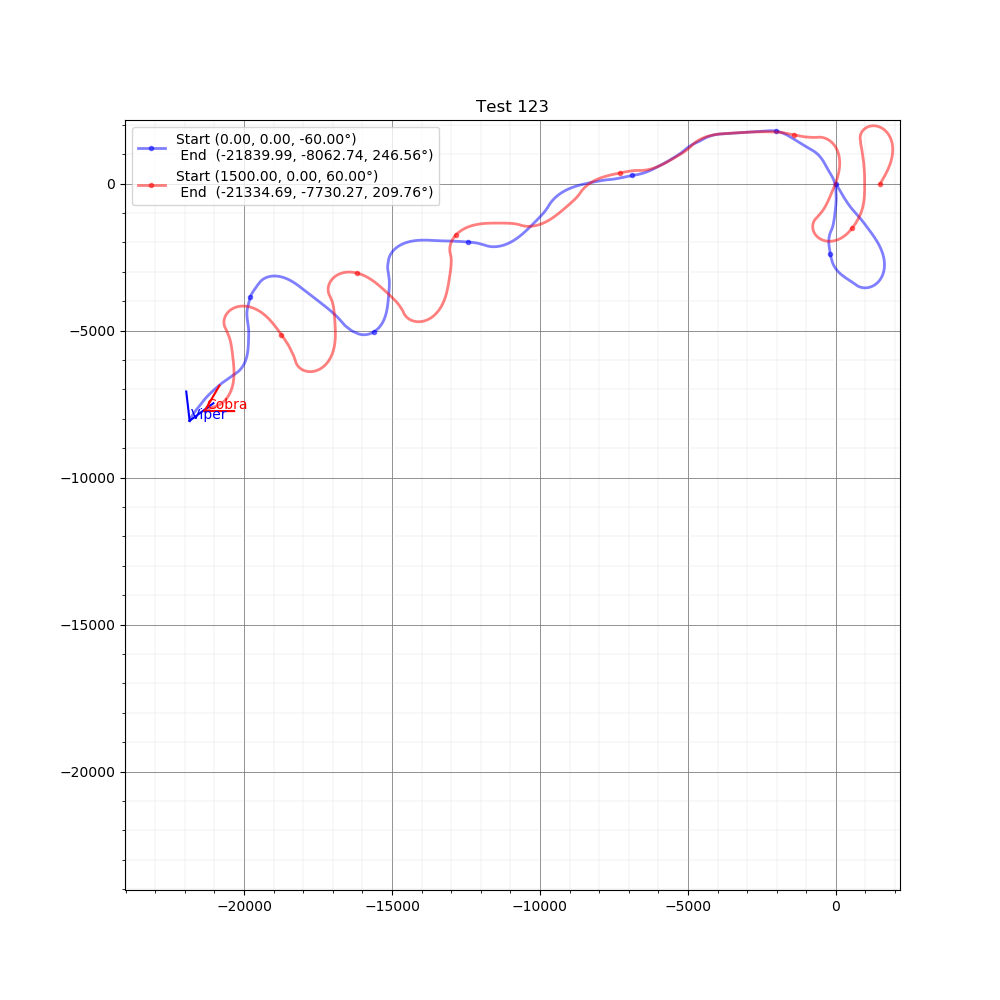 Test 123
Start (0.00, 0.00, -60.00°)
End (-21839.99, -8062.74, 246.56°)
Start (1500.00, 0.00, 60.00°)
End (-21334.69, -7730.27, 209.76°)
0
−5000
−10000
−15000
−20000
Cobra
Viper
−20000
−15000
−10000
−5000
0